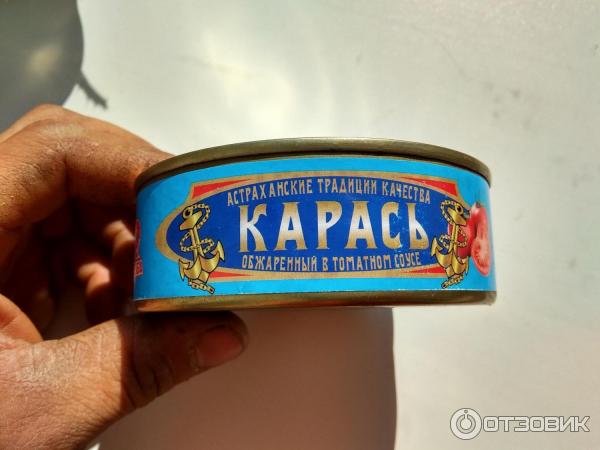 АСТРАХАНСКИЕ ТРАДИЦИИ КАЧЕСТВА
КАРАСЬ
ОБЖАРЕННЫЙ В ТОМАТНОМ СОУСЕ
ОТЗОВИК